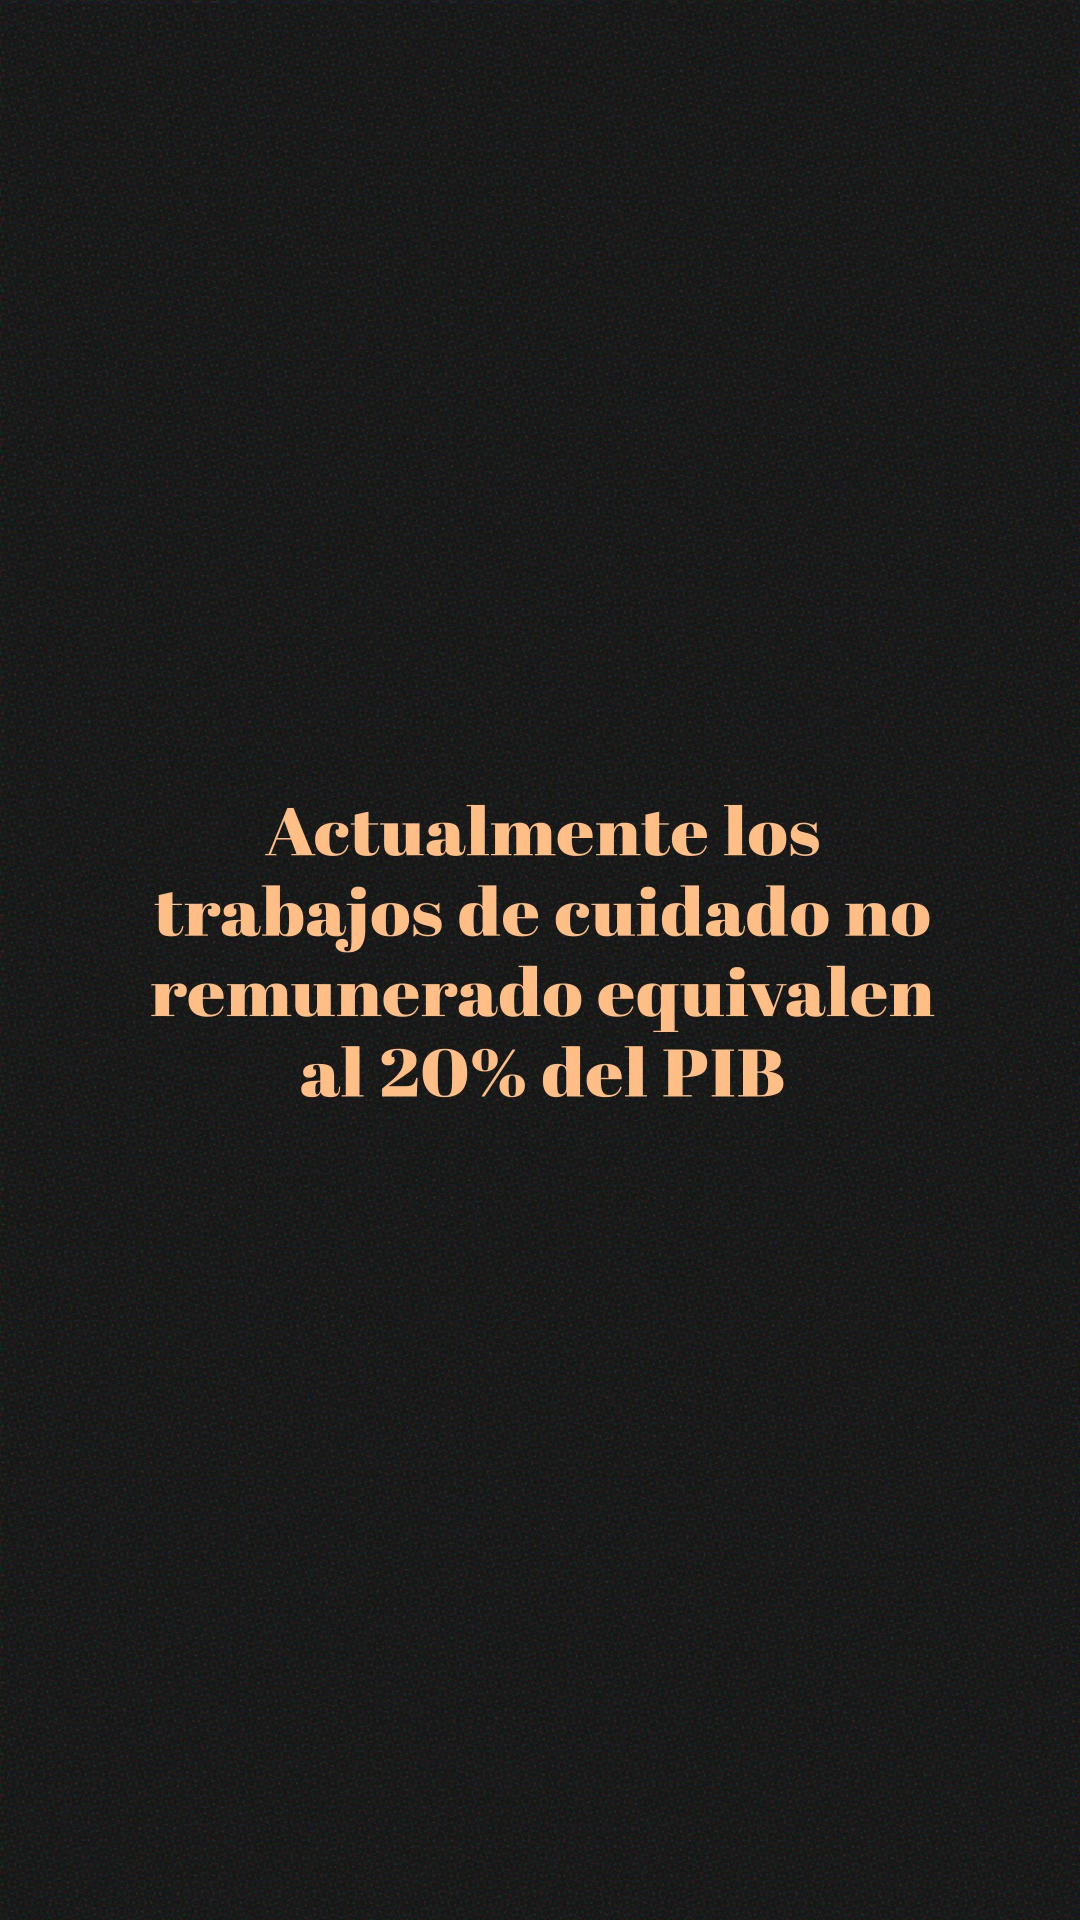 Actualmente los
trabajos de cuidado no
remunerado equivalen
al 20% del PIB